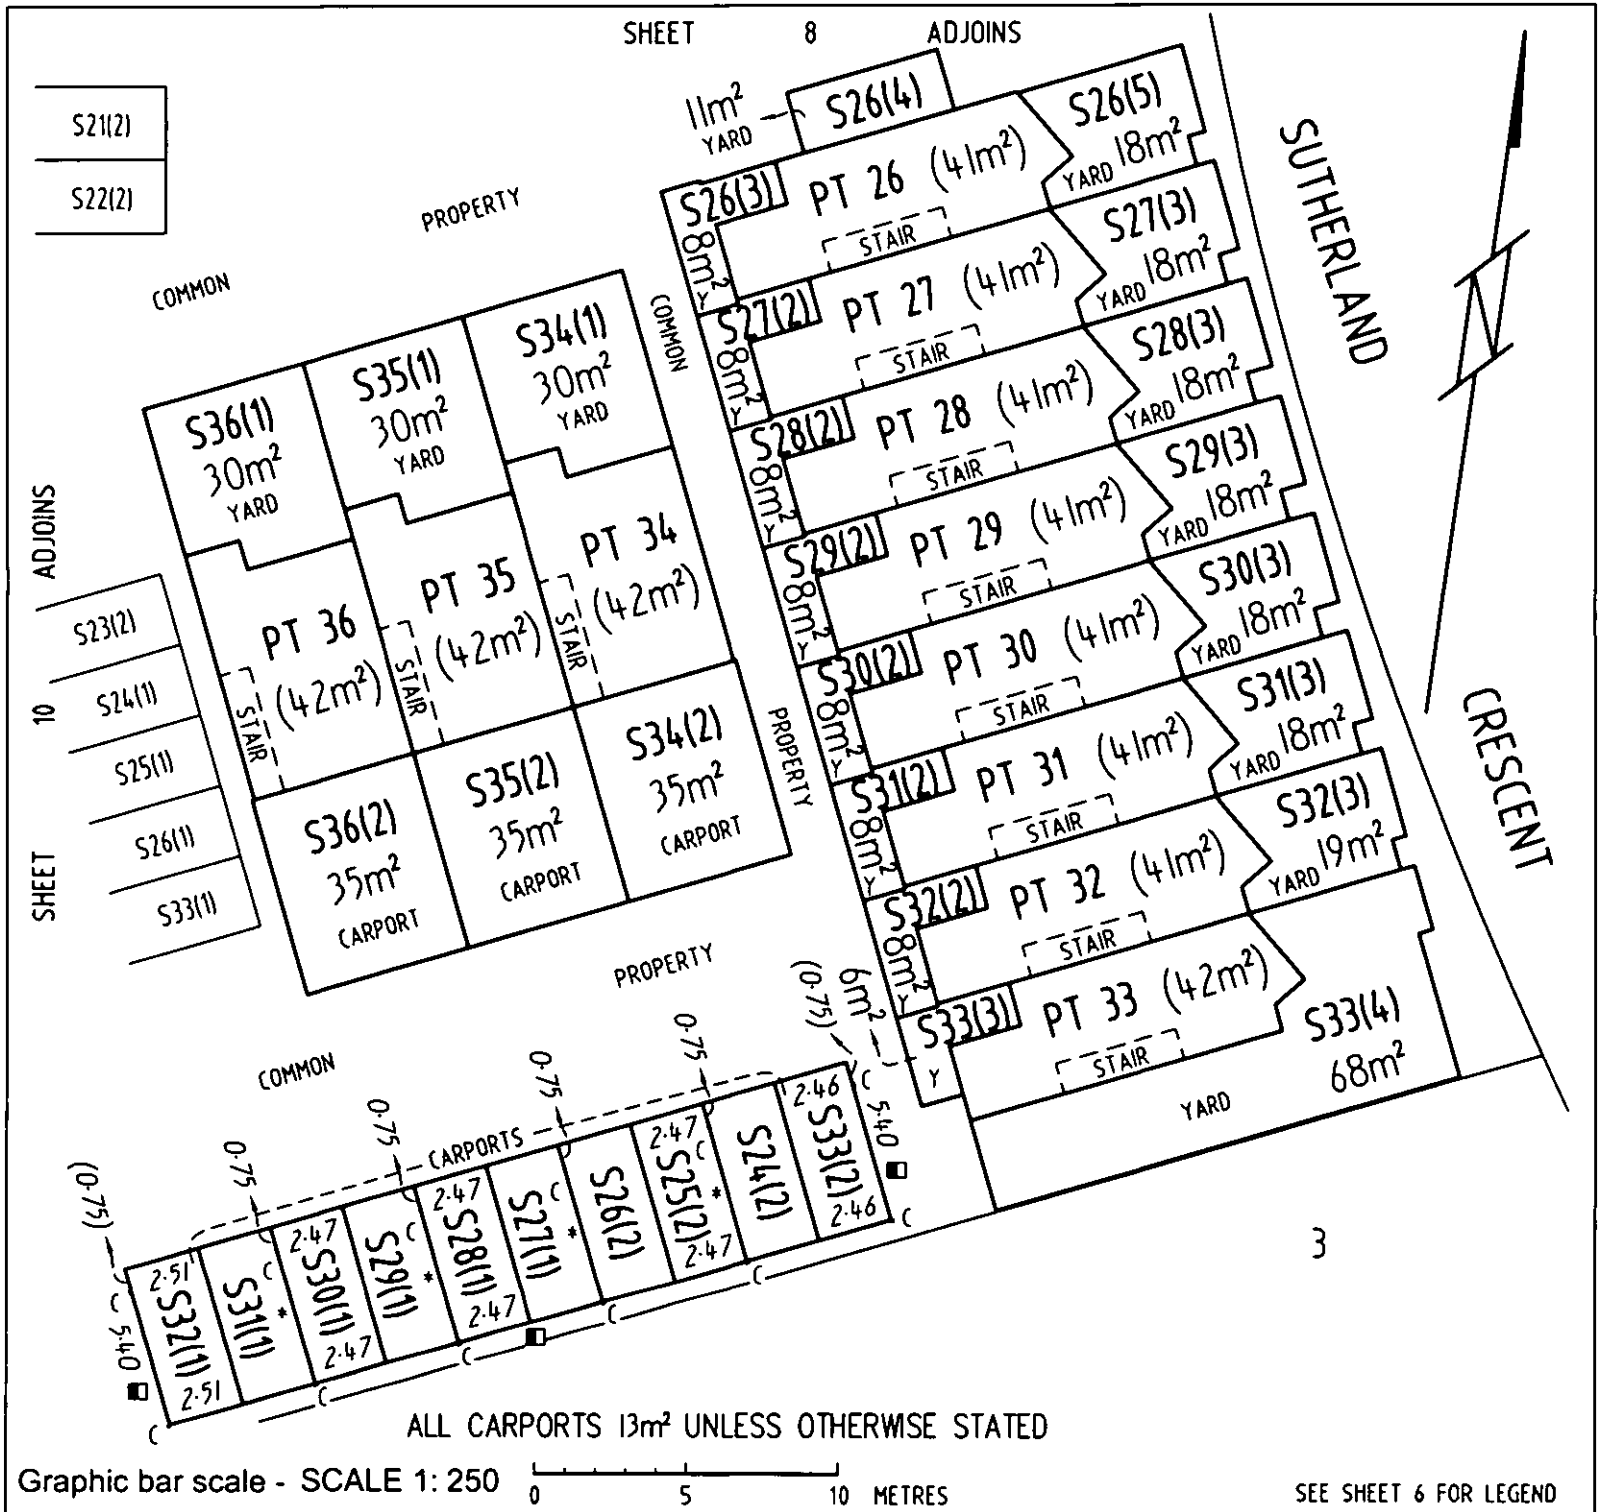 SHEET 8 ADJOINS
S21(2)
S22(2)
11m²
YARD
S26(4)
S26(5)
18m²
YARD
PT 26 (41m²)
STAIR
S26(3)
8m²
Y
PROPERTY
COMMON
SUTHERLAND
CRESCENT
S27(3)
18m²
YARD
PT 27 (41m²)
STAIR
S27(2)
8m²
Y
S28(3)
18m²
YARD
PT 28 (41m²)
STAIR
S28(2)
8m²
Y
S29(3)
18m²
YARD
PT 29 (41m²)
STAIR
S29(2)
8m²
Y
S30(3)
18m²
YARD
PT 30 (41m²)
STAIR
S30(2)
8m²
Y
S31(3)
18m²
YARD
PT 31 (41m²)
STAIR
S31(2)
8m²
Y
S32(3)
19m²
YARD
PT 32 (41m²)
STAIR
S32(2)
8m²
Y
S33(4)
68m²
YARD
PT 33 (42m²)
STAIR
S33(3)
Y
6m²
COMMON
PROPERTY
S34(1)
30m²
YARD
S35(1)
30m²
YARD
S36(1)
30m²
YARD
PT 34
(42m²)
STAIR
PT 35
(42m²)
STAIR
PT 36
(42m²)
STAIR
S34(2)
35m²
CARPORT
S35(2)
35m²
CARPORT
S36(2)
35m²
CARPORT
SHEET 10 ADJOINS
S23(2)
S24(1)
S25(1)
S26(1)
S33(1)
PROPERTY
COMMON
(0·75)
0·75
0·75
0·75
0·75
(0·75)
CARPORTS
C 5·40
2·51
S32(1)
2·51
C
S31(1)
C
*
2·47
S30(1)
2·47
C
S29(1)
C
*
2·47
S28(1)
2·47
C
S27(1)
C
*
S26(2)
C
2·47
S25(2)
C
*
2·47
S24(2)
C
2·46
S33(2)
2·46
C
C 5·40
3
ALL CARPORTS 13m² UNLESS OTHERWISE STATED
Graphic bar scale - SCALE 1: 250
0 5 10 METRES
SEE SHEET 6 FOR LEGEND